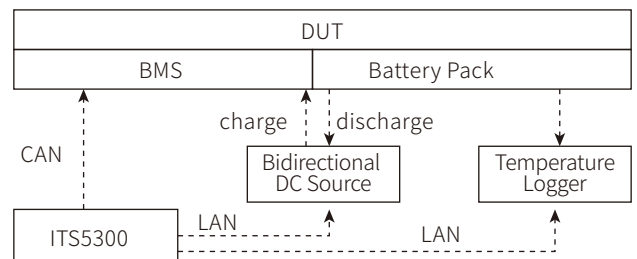 DUT
BMS
Battery Pack
charge
discharge
CAN
Bidirectional
DC Source
Temperature
Logger
LAN
LAN
ITS5300